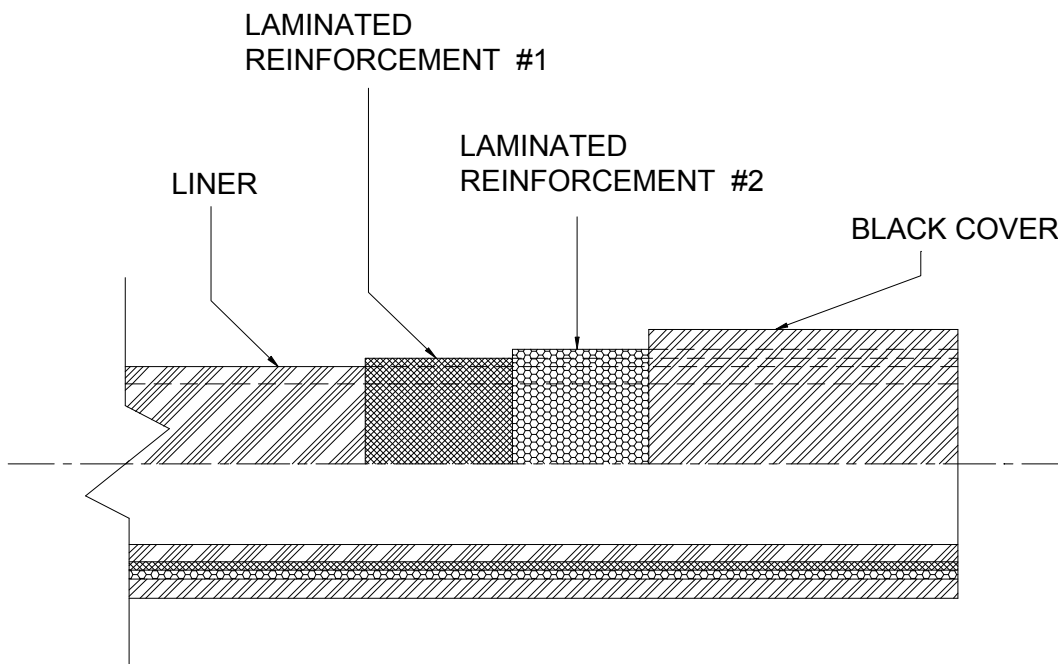 LAMINATED
REINFORCEMENT #1
LAMINATED
REINFORCEMENT #2
LINER
BLACK COVER